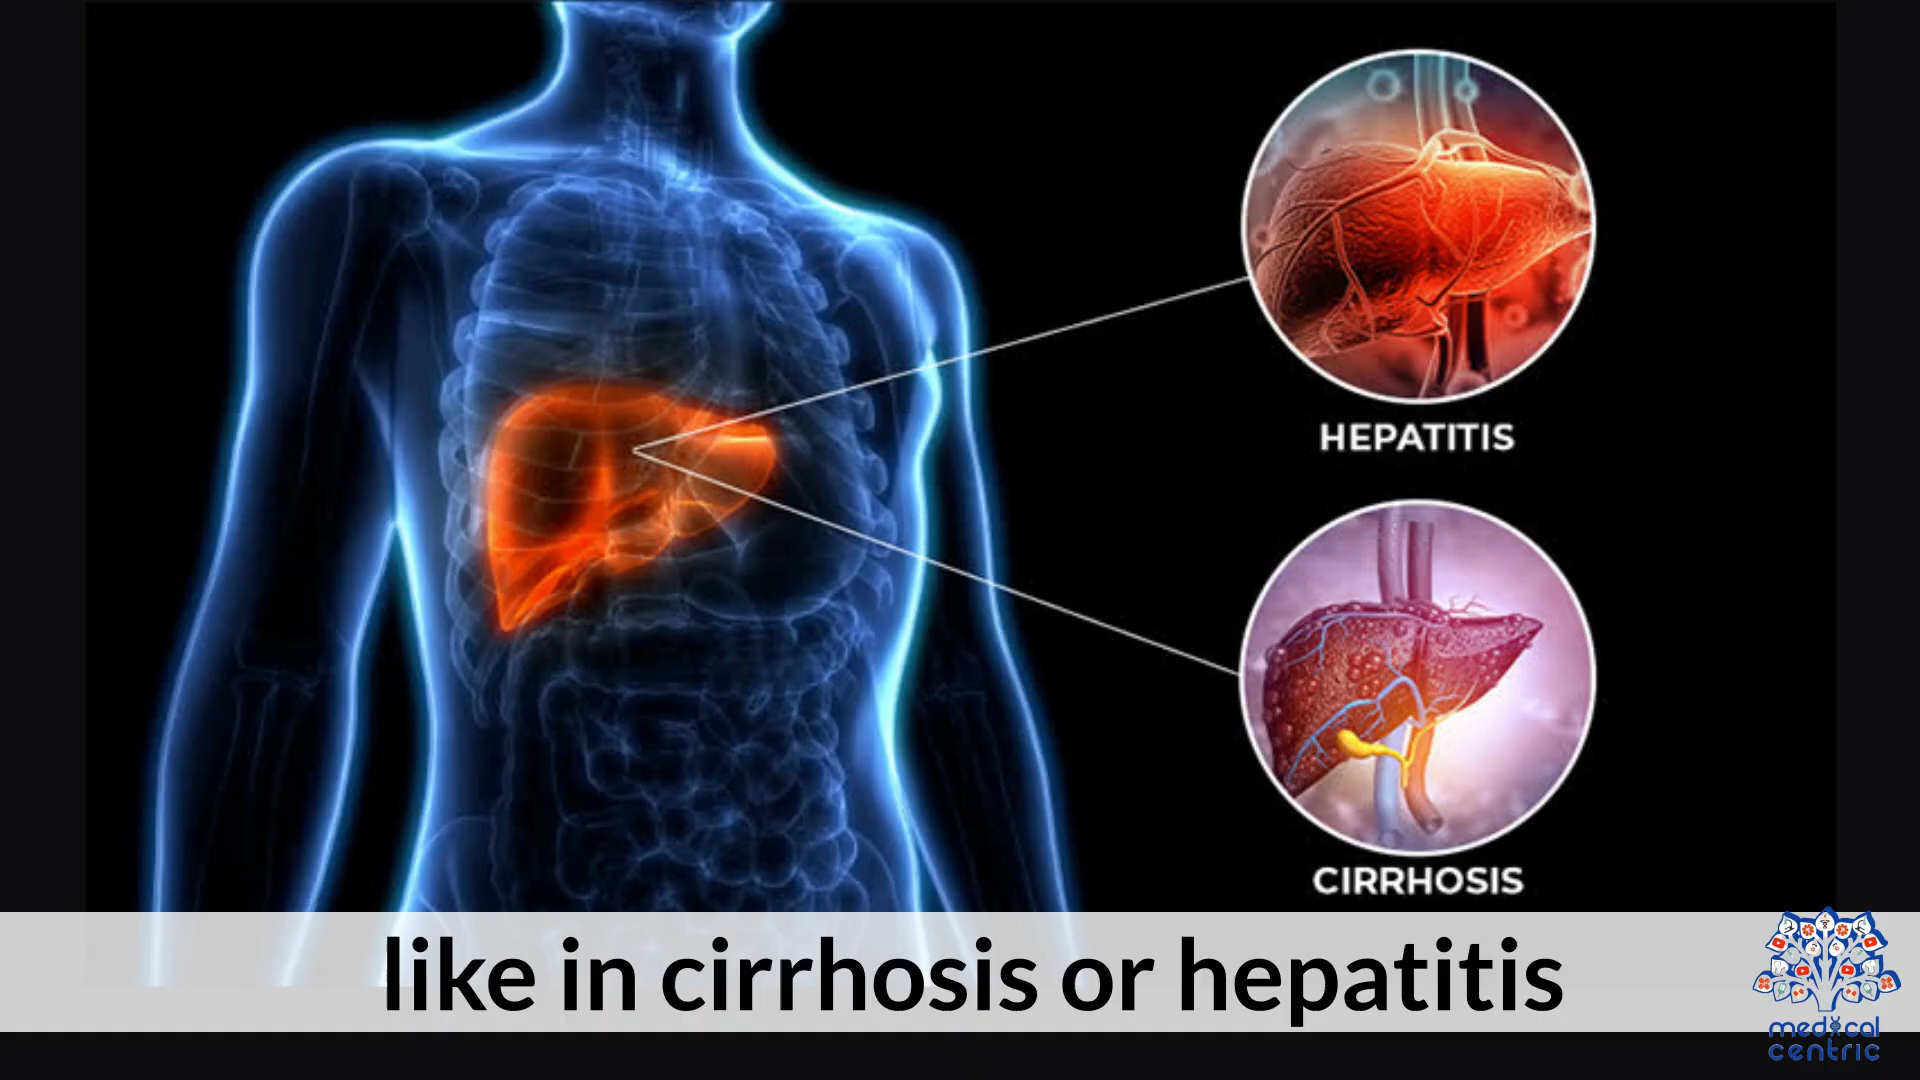 HEPATITIS
CIRRHOSIS
like in cirrhosis or hepatitis
medical
centric